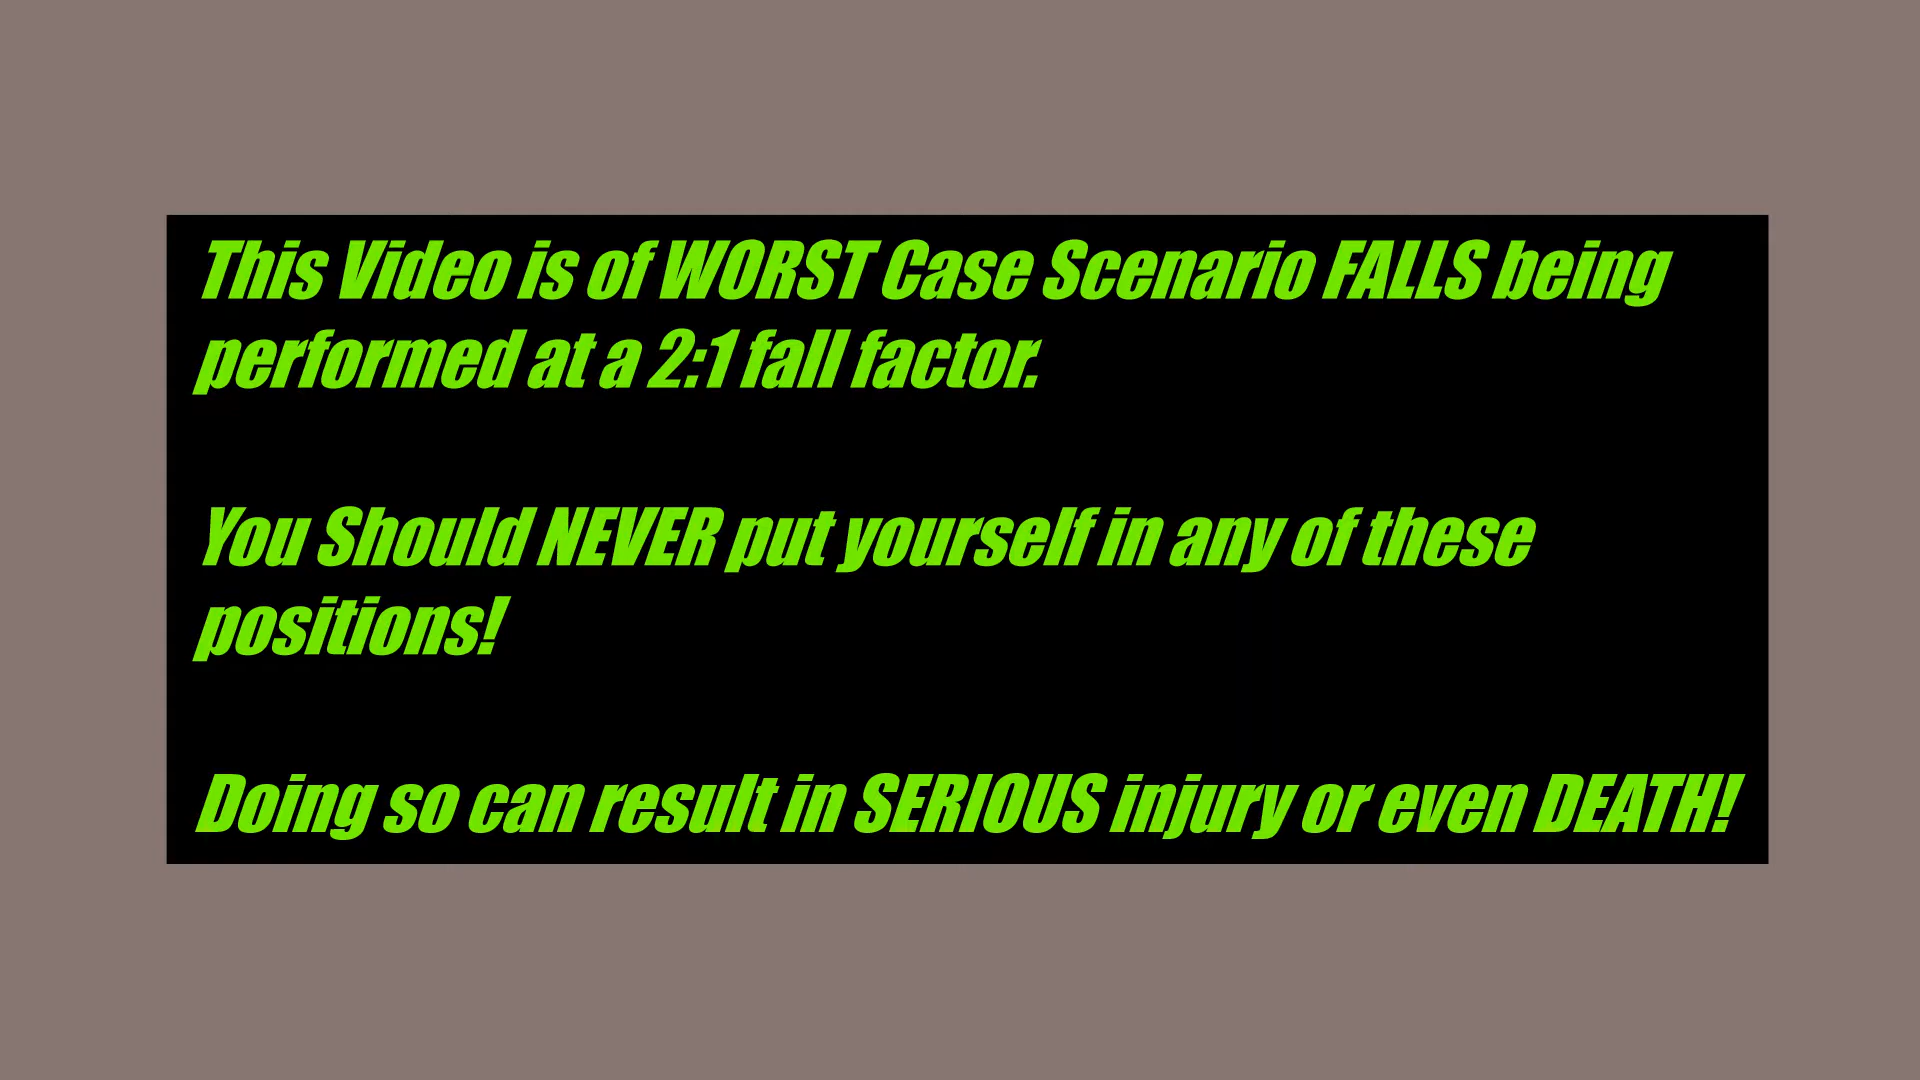 This Video is of WORST Case Scenario FALLS being
performed at a 2:1 fall factor.
You Should NEVER put yourself in any of these
positions!
Doing so can result in SERIOUS injury or even DEATH!